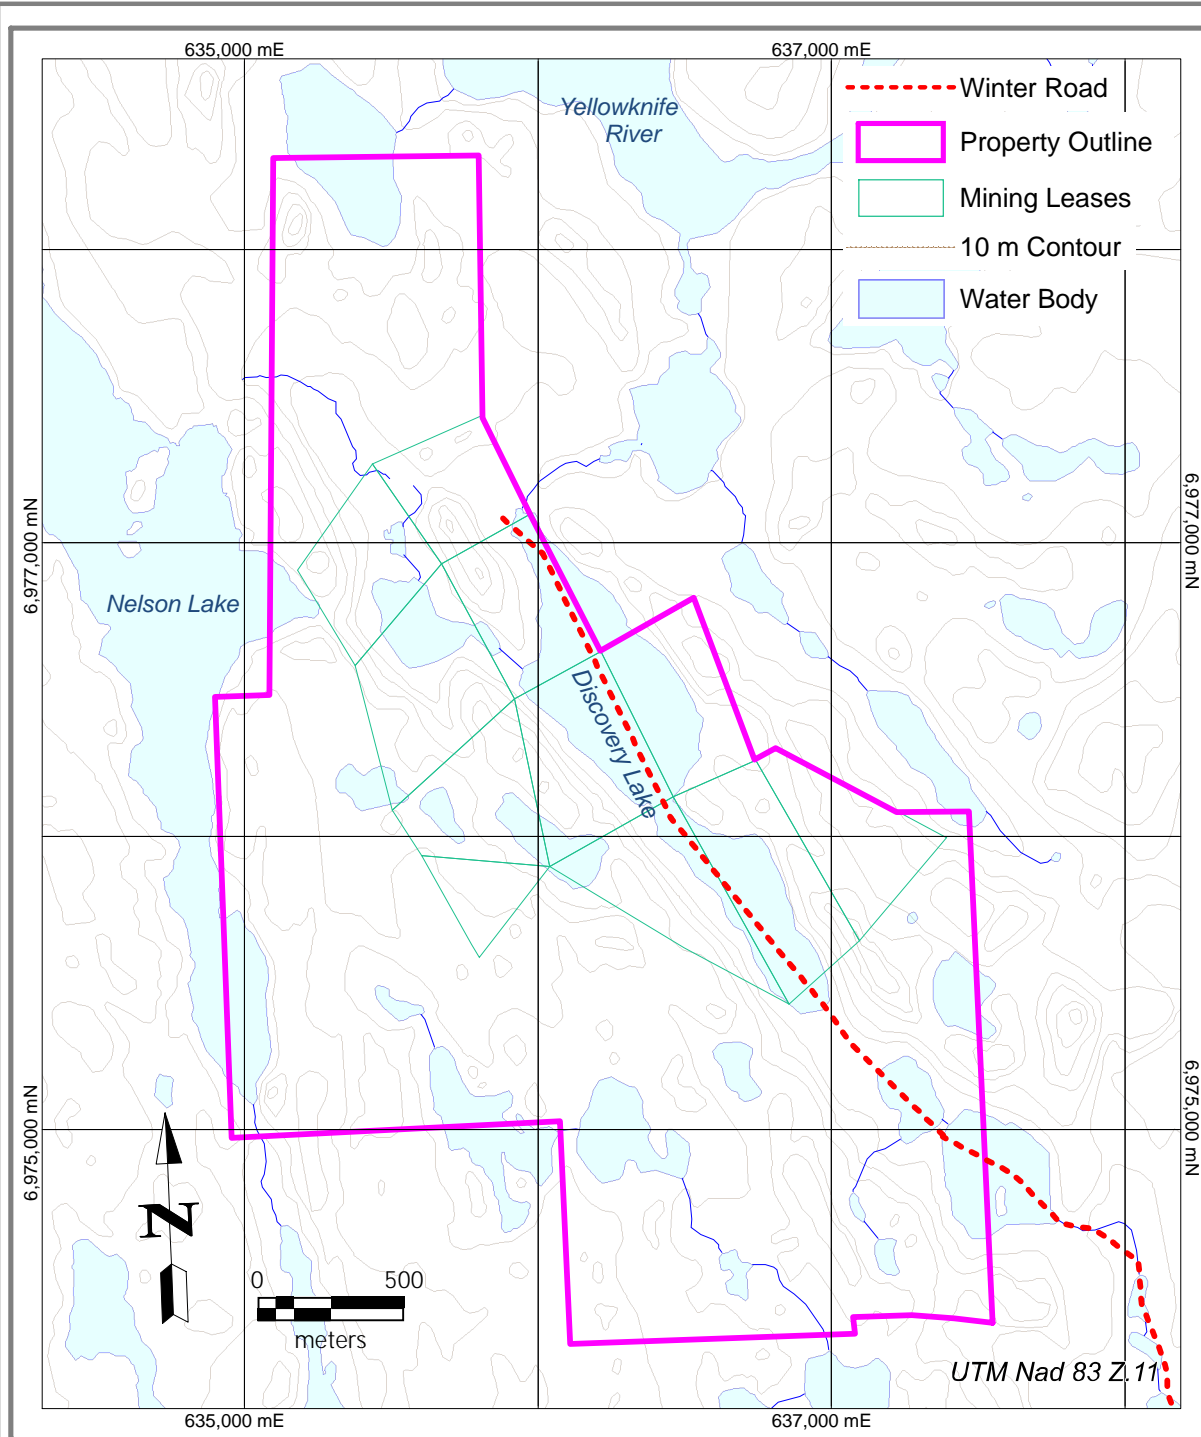 635,000 mE
637,000 mE
Yellowknife
River
Winter Road
Property Outline
Mining Leases
10 m Contour
Water Body
6,977,000 mN
6,977,000 mN
Nelson Lake
Discovery Lake
6,975,000 mN
6,975,000 mN
N
0 500
meters
UTM Nad 83 Z.11
635,000 mE
637,000 mE